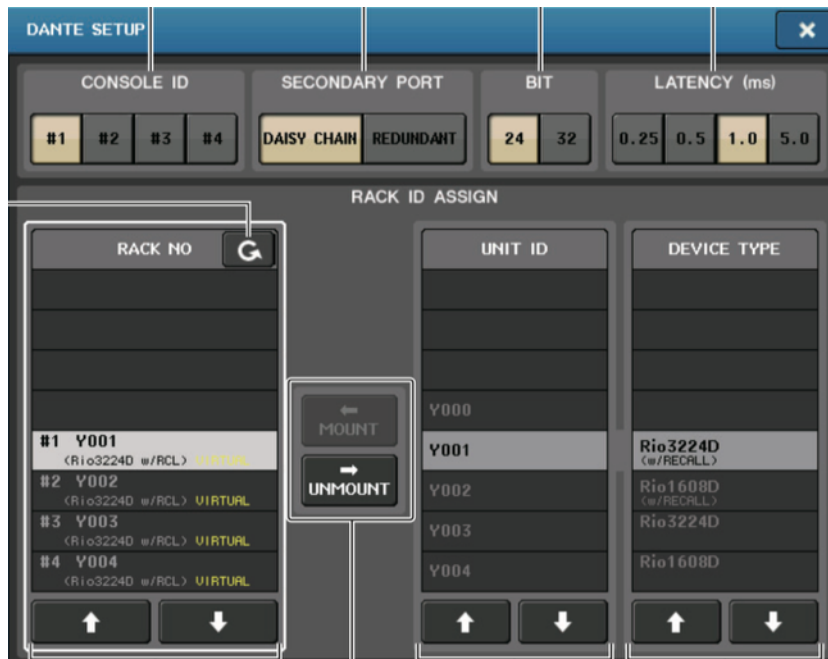 DANTE SETUP
CONSOLE ID
SECONDARY PORT
BIT
LATENCY (ms)
#1 #2 #3 #4
DAISY CHAIN REDUNDANT
24 32
0.25 0.5 1.0 5.0
RACK ID ASSIGN
RACK NO
#1 Y001
(Rio3224D w/RCL) VIRTUAL
#2 Y002
(Rio3224D w/RCL) VIRTUAL
#3 Y003
(Rio3224D w/RCL) VIRTUAL
#4 Y004
(Rio3224D w/RCL) VIRTUAL
MOUNT
UNMOUNT
UNIT ID
Y000
Y001
Y002
Y003
Y004
DEVICE TYPE
Rio3224D
(w/RECALL)
Rio1608D
(w/RECALL)
Rio3224D
Rio1608D